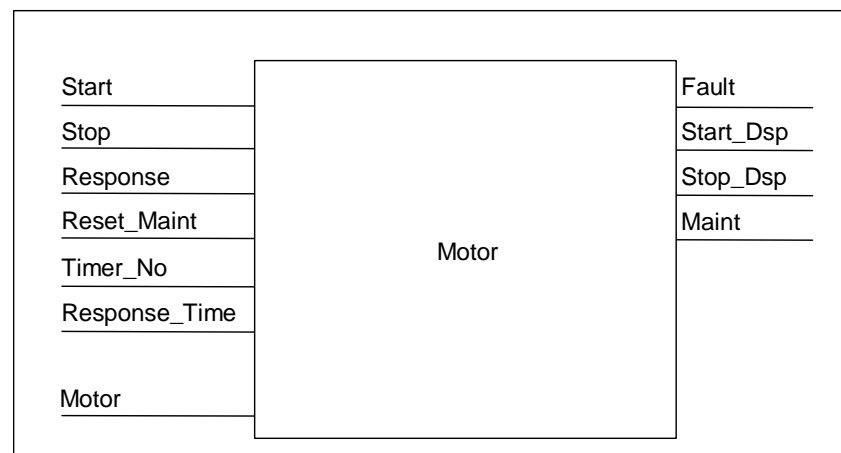 Start
Stop
Response
Reset_Maint
Timer_No
Response_Time
Motor
Motor
Fault
Start_Dsp
Stop_Dsp
Maint